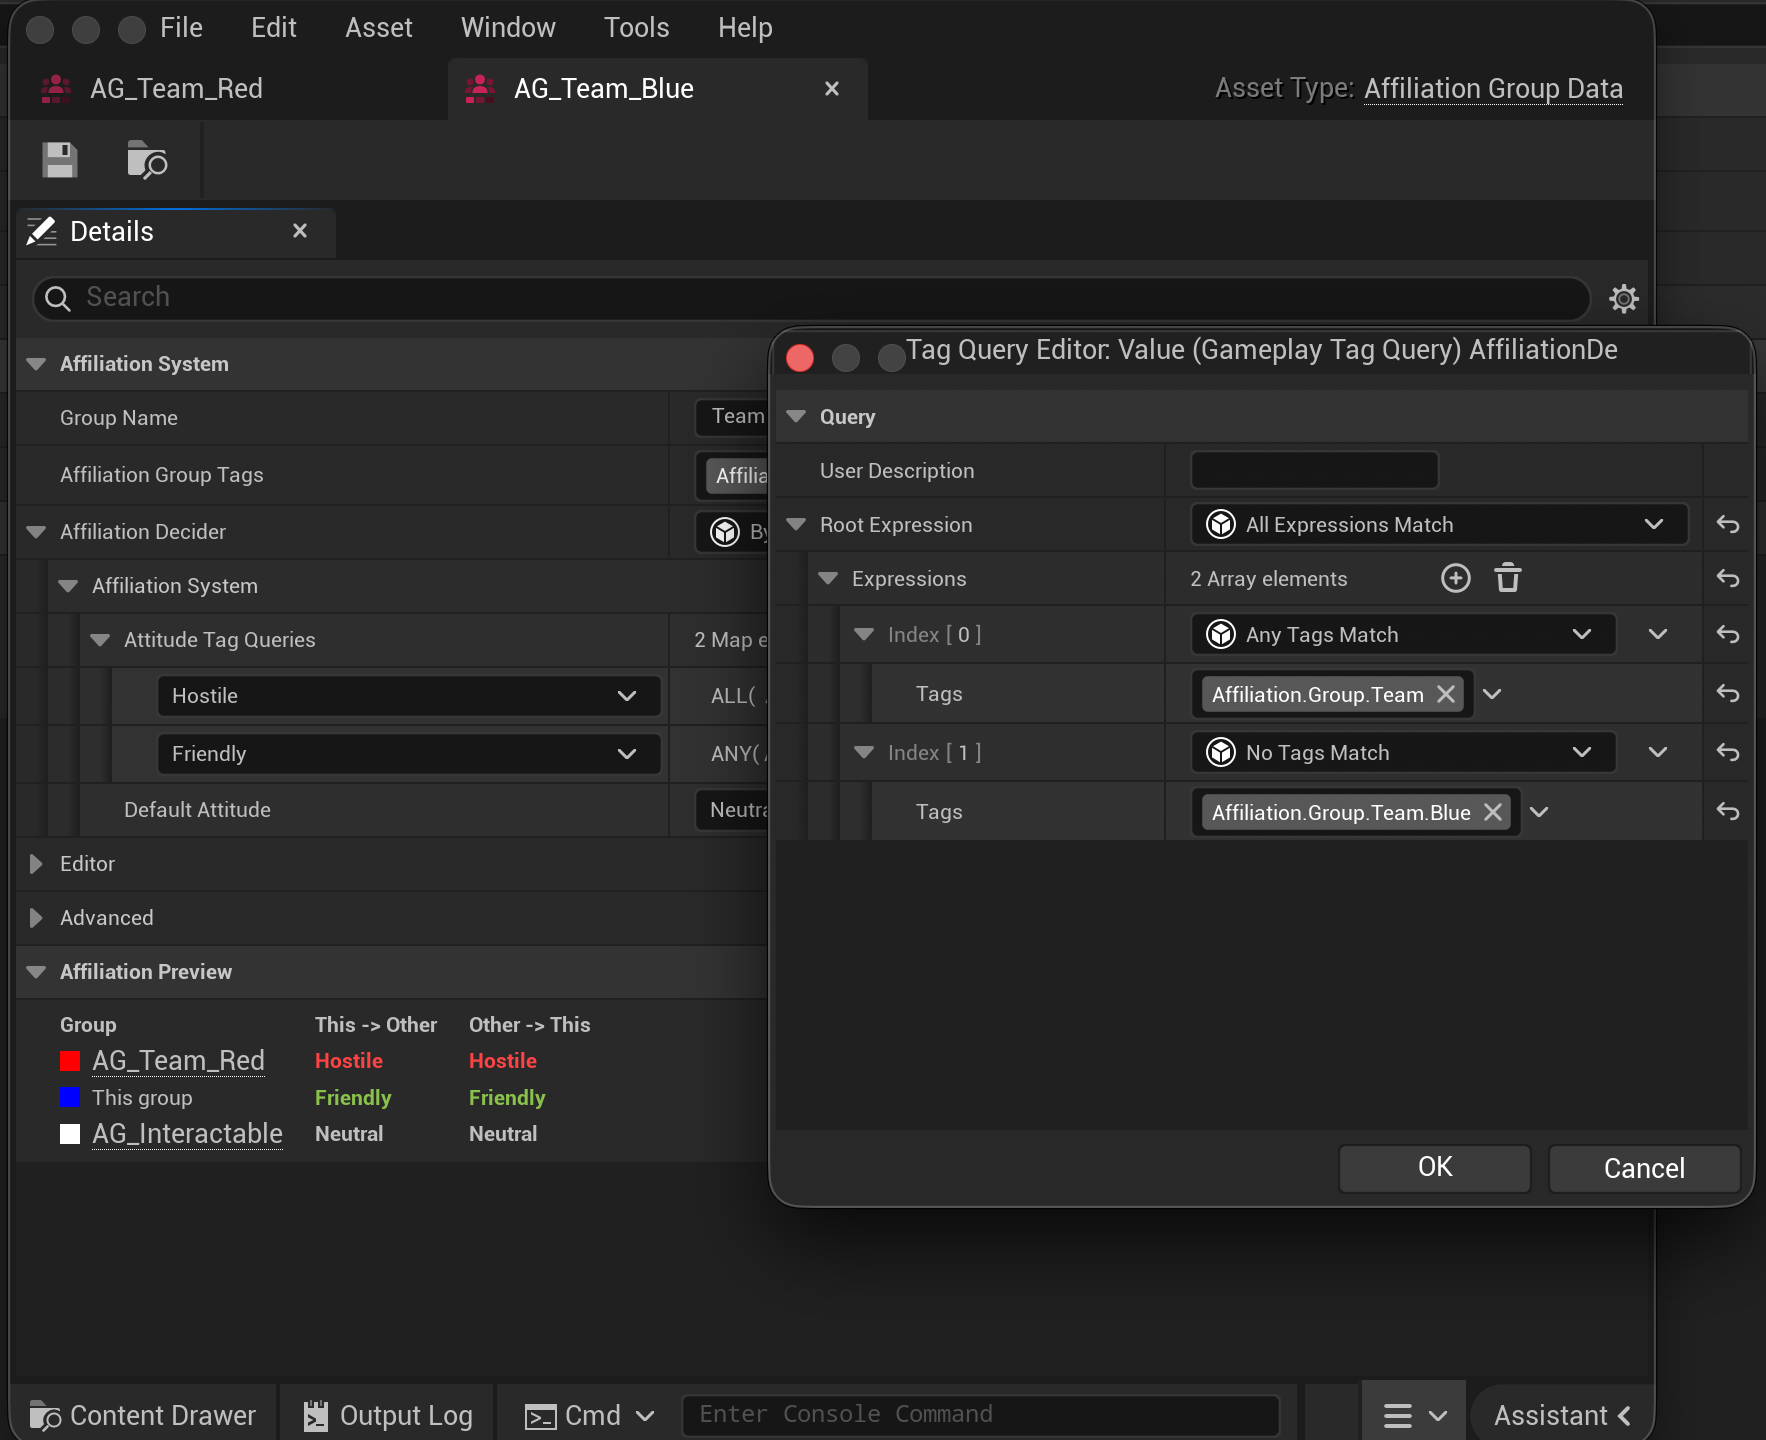 File Edit Asset Window Tools Help
AG_Team_Red
AG_Team_Blue
Asset Type: Affiliation Group Data
Details
Search
Affiliation System
Group Name
Team
Affiliation Group Tags
Affilia
Affiliation Decider
By
Affiliation System
Attitude Tag Queries
2 Map e
Hostile
ALL(
Friendly
ANY(
Default Attitude
Neutra
Editor
Advanced
Affiliation Preview
Group This -> Other Other -> This
AG_Team_Red Hostile Hostile
This group Friendly Friendly
AG_Interactable Neutral Neutral
Tag Query Editor: Value (Gameplay Tag Query) AffiliationDe
Query
User Description
Root Expression
All Expressions Match
Expressions
2 Array elements
Index [ 0 ]
Any Tags Match
Tags
Affiliation.Group.Team
Index [ 1 ]
No Tags Match
Tags
Affiliation.Group.Team.Blue
OK
Cancel
Content Drawer
Output Log
Cmd
Enter Console Command
Assistant